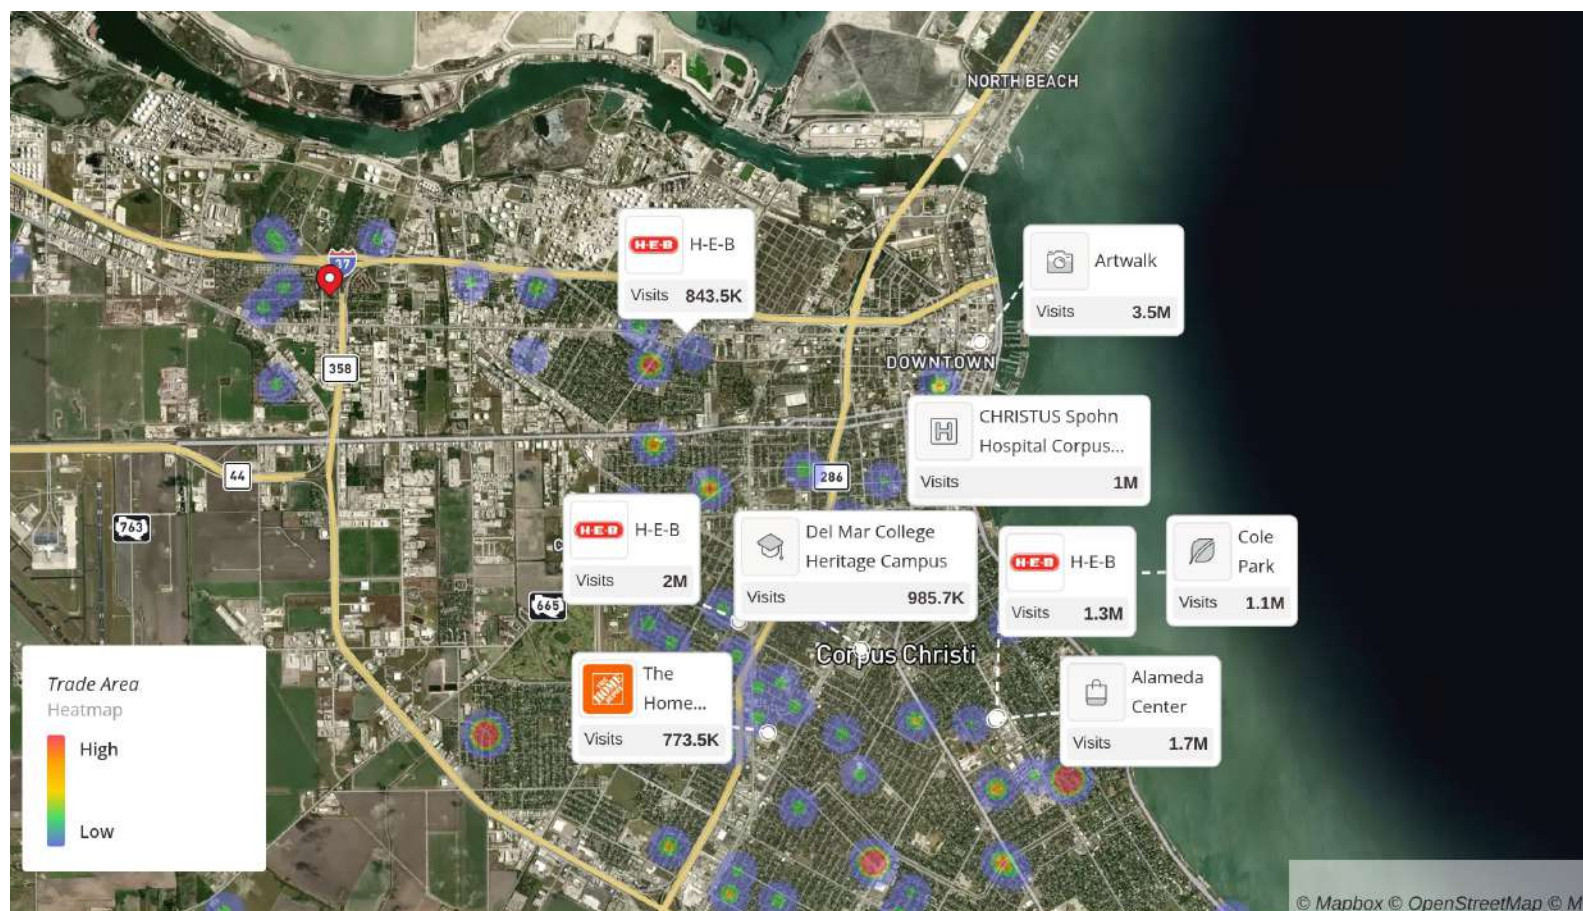 NORTH BEACH
H-E-B
H-E-B
Visits 843.5K
Artwalk
Visits 3.5M
37
358
DOWNTOWN
CHRISTUS Spohn
Hospital Corpus...
Visits 1M
44
286
763
H-E-B
H-E-B
Visits 2M
Del Mar College
Heritage Campus
Visits 985.7K
H-E-B
H-E-B
Visits 1.3M
Cole
Park
Visits 1.1M
665
Corpus Christi
THE HOME DEPOT
The
Home...
Visits 773.5K
Alameda
Center
Visits 1.7M
Trade Area
Heatmap
High
Low
© Mapbox © OpenStreetMap © M